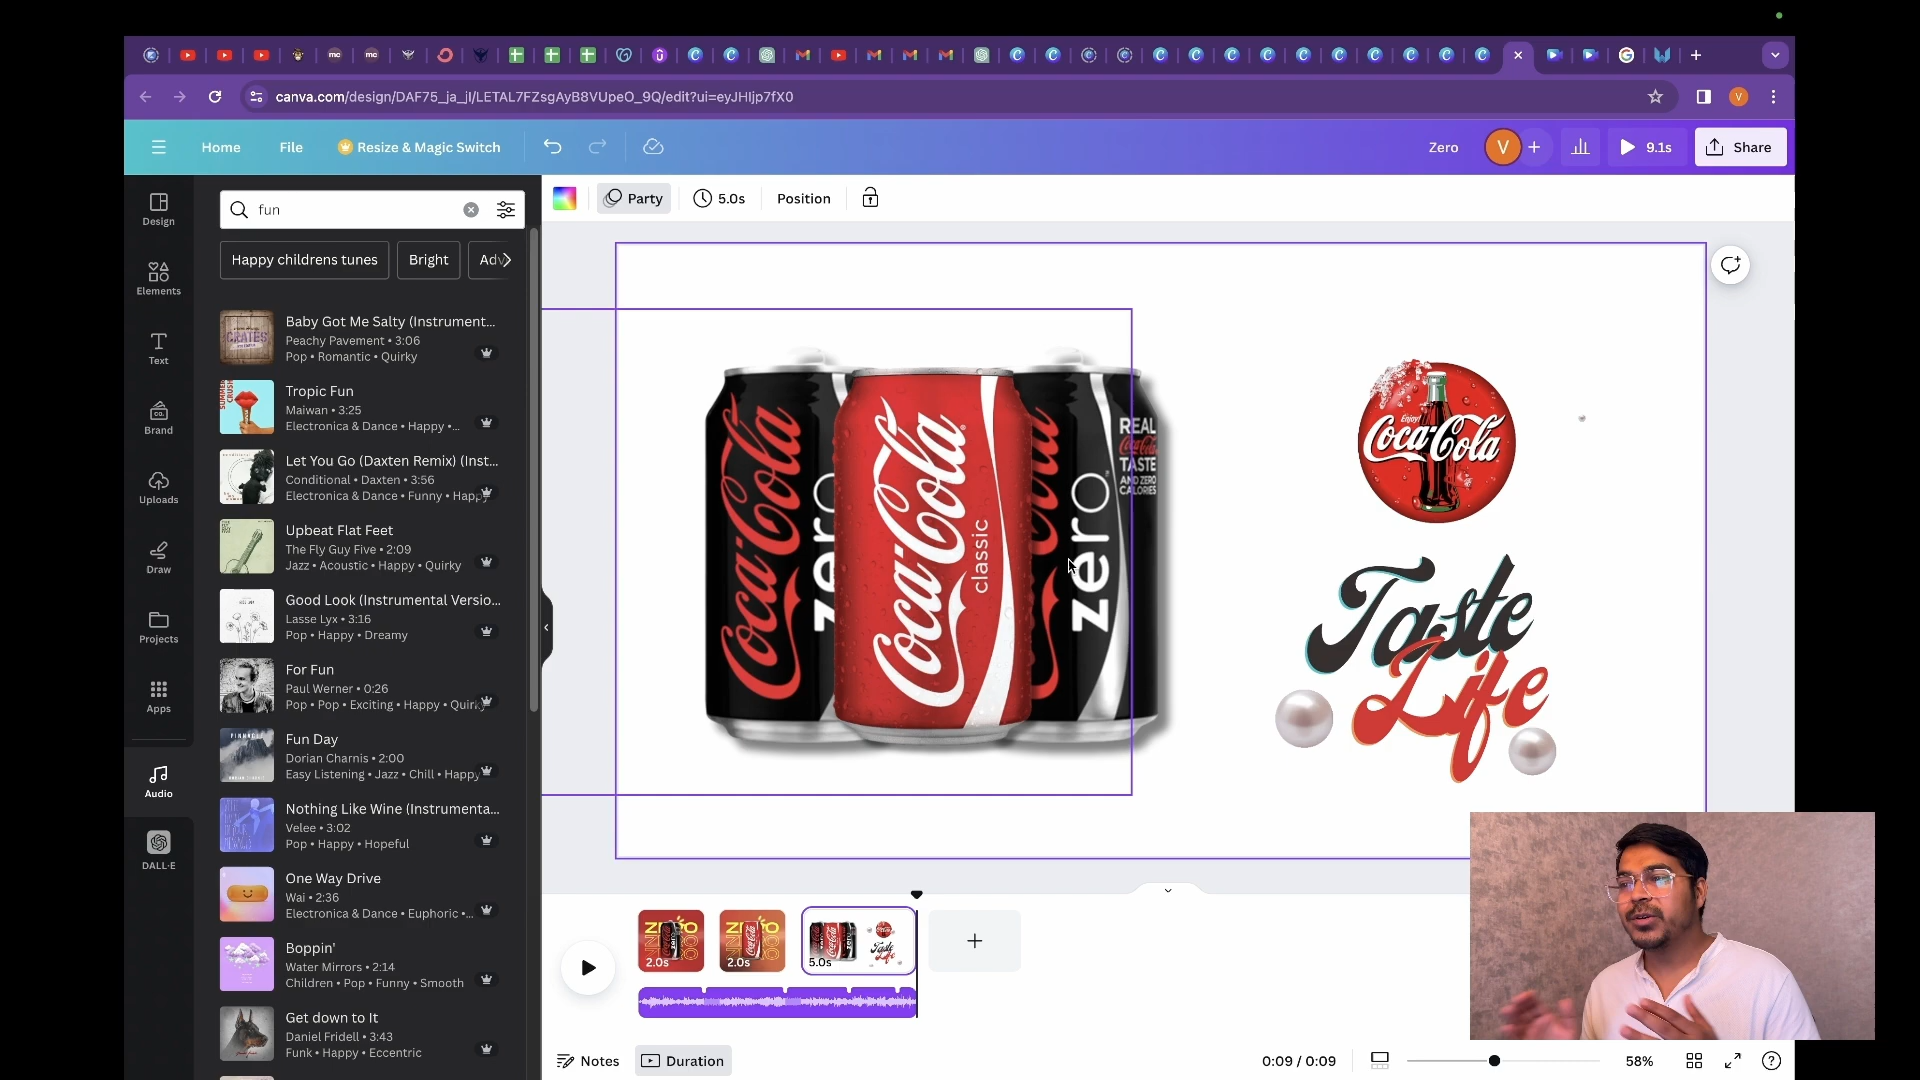 canva.com/design/DAF75_ja_jI/LETAL7FZsgAyB8VUpeO_9Q/edit?ui=eyJHIjp7fX0
V
Home
File
Resize & Magic Switch
Zero
V
9.1s
Share
Design
Elements
Text
Brand
Uploads
Draw
Projects
Apps
Audio
DALL·E
fun
Happy childrens tunes
Bright
Adv
Baby Got Me Salty (Instrument...
Peachy Pavement • 3:06
Pop • Romantic • Quirky
Tropic Fun
Maiwan • 3:25
Electronica & Dance • Happy •...
Let You Go (Daxten Remix) (Inst...
Conditional • Daxten • 3:56
Electronica & Dance • Funny • Happy
Upbeat Flat Feet
The Fly Guy Five • 2:09
Jazz • Acoustic • Happy • Quirky
Good Look (Instrumental Versio...
Lasse Lyx • 3:16
Pop • Happy • Dreamy
For Fun
Paul Werner • 0:26
Pop • Pop • Exciting • Happy • Quirk
Fun Day
Dorian Charnis • 2:00
Easy Listening • Jazz • Chill • Happy
Nothing Like Wine (Instrumenta...
Velee • 3:02
Pop • Happy • Hopeful
One Way Drive
Wai • 2:36
Electronica & Dance • Euphoric •...
Boppin'
Water Mirrors • 2:14
Children • Pop • Funny • Smooth
Get down to It
Daniel Fridell • 3:43
Funk • Happy • Eccentric
Party
5.0s
Position
Coca-Cola
zero
Coca-Cola
classic
zero
REAL
Coca-Cola
TASTE
AND ZERO
CALORIES
Enjoy
Coca-Cola
Taste
Life
2.0s
2.0s
5.0s
Notes
Duration
0:09 / 0:09
58%